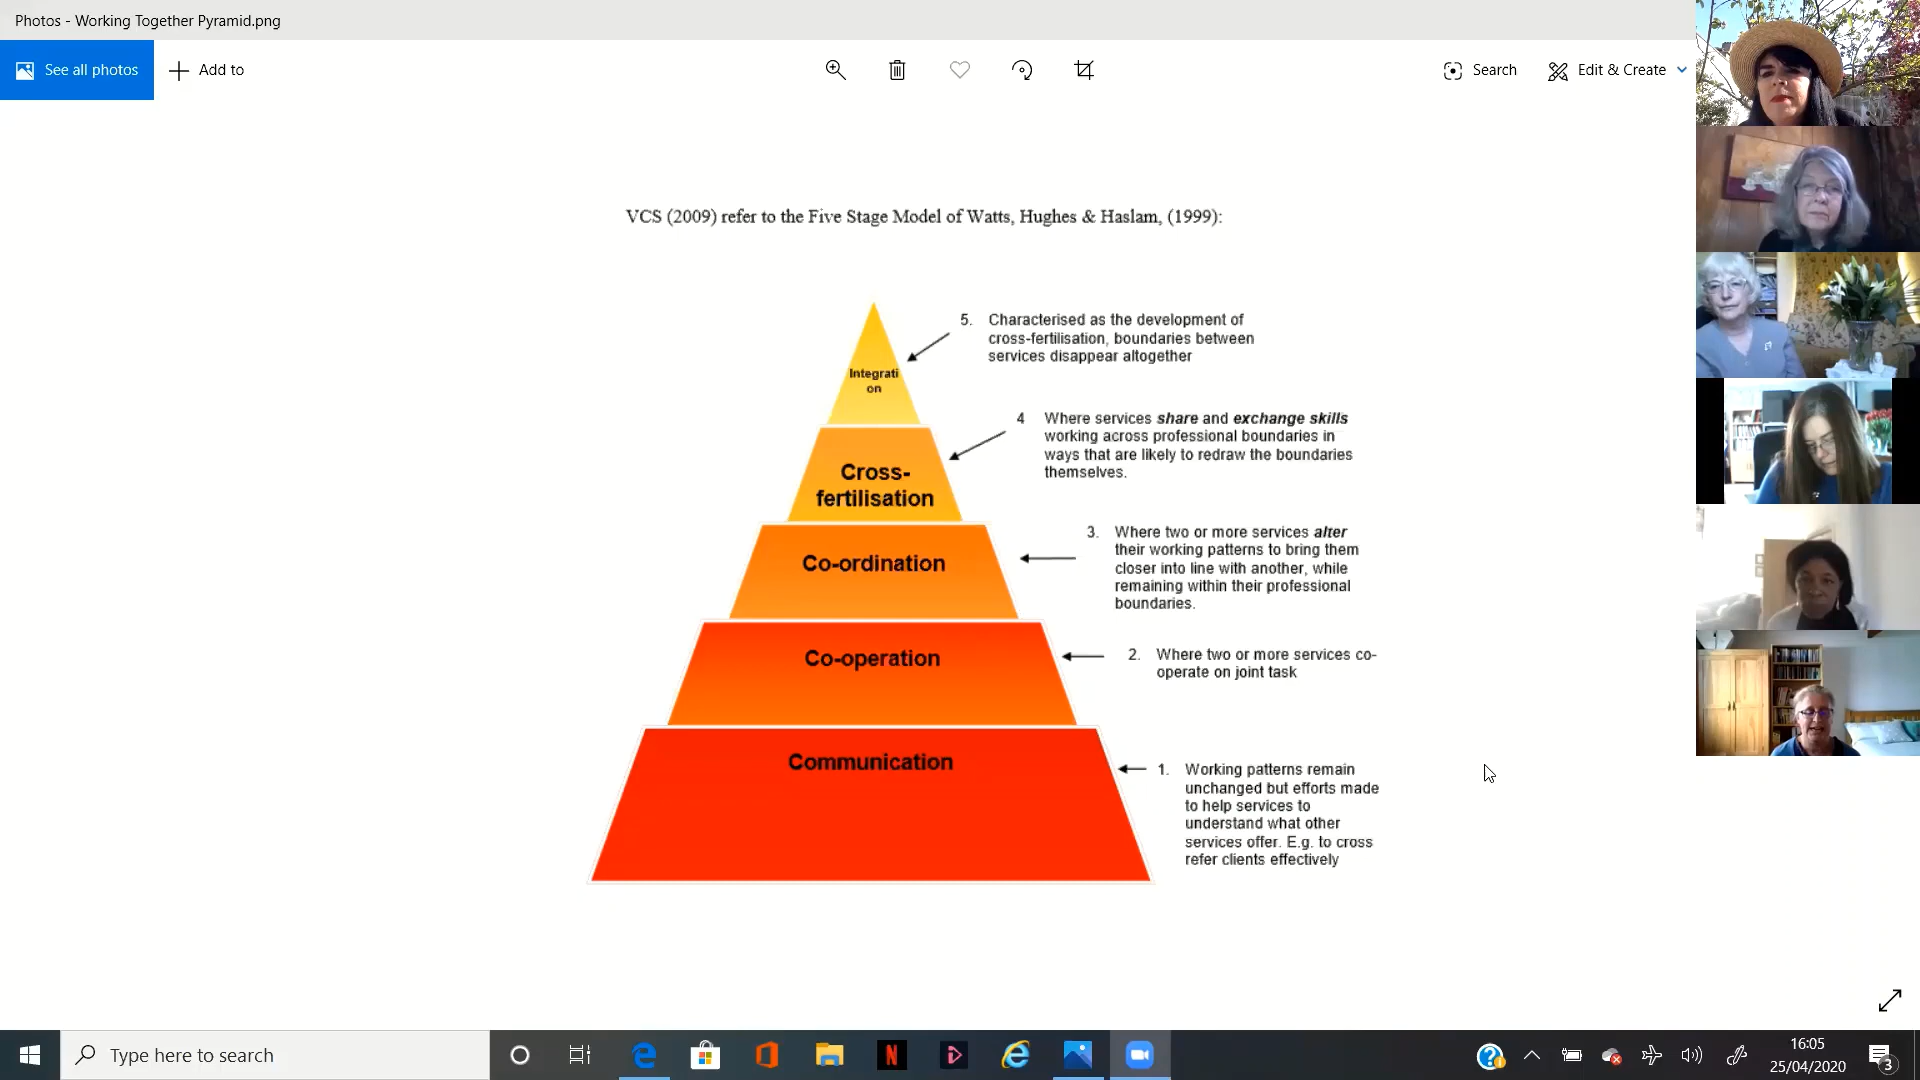 Photos - Working Together Pyramid.png
See all photos
Add to
Search
Edit & Create
VCS (2009) refer to the Five Stage Model of Watts, Hughes & Haslam, (1999):
Integrati
on
5. Characterised as the development of
cross-fertilisation, boundaries between
services disappear altogether
Cross-
fertilisation
4 Where services share and exchange skills
working across professional boundaries in
ways that are likely to redraw the boundaries
themselves.
Co-ordination
3. Where two or more services alter
their working patterns to bring them
closer into line with another, while
remaining within their professional
boundaries.
Co-operation
2. Where two or more services co-
operate on joint task
Communication
1. Working patterns remain
unchanged but efforts made
to help services to
understand what other
services offer. E.g. to cross
refer clients effectively
Type here to search
N
16:05
25/04/2020
3